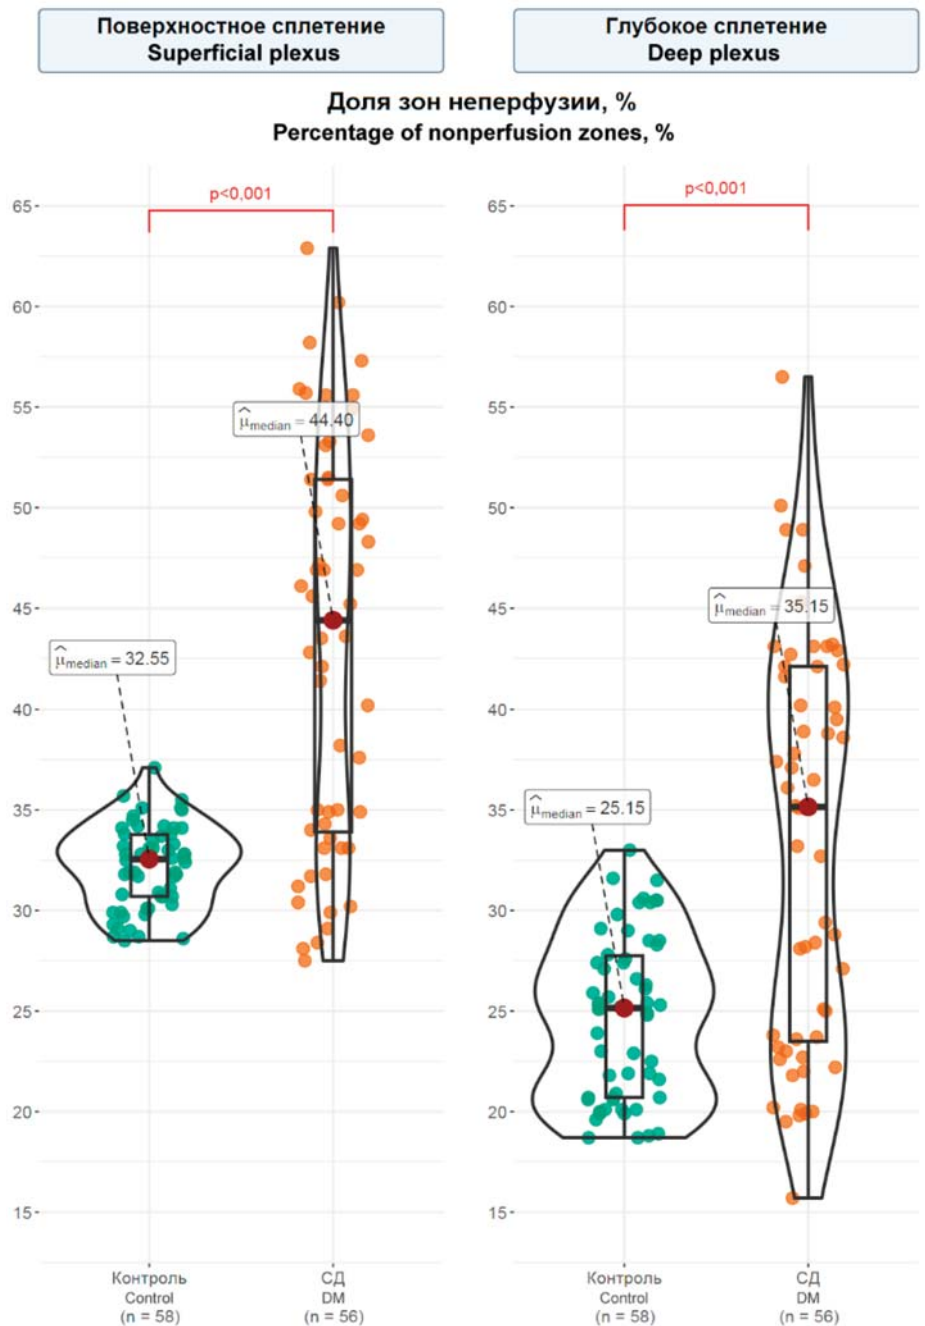 Поверхностное сплетение
Superficial plexus
Глубокое сплетение
Deep plexus
Доля зон неперфузии, %
Percentage of nonperfusion zones, %
65
p<0,001
60
55
μ̂median = 44.40
50
45
μ̂median = 32.55
40
35
30
25
20
15
Контроль
Control
(n = 58)
СД
DM
(n = 56)
65
p<0,001
60
55
50
45
μ̂median = 35.15
40
35
μ̂median = 25.15
30
25
20
15
Контроль
Control
(n = 58)
СД
DM
(n = 56)